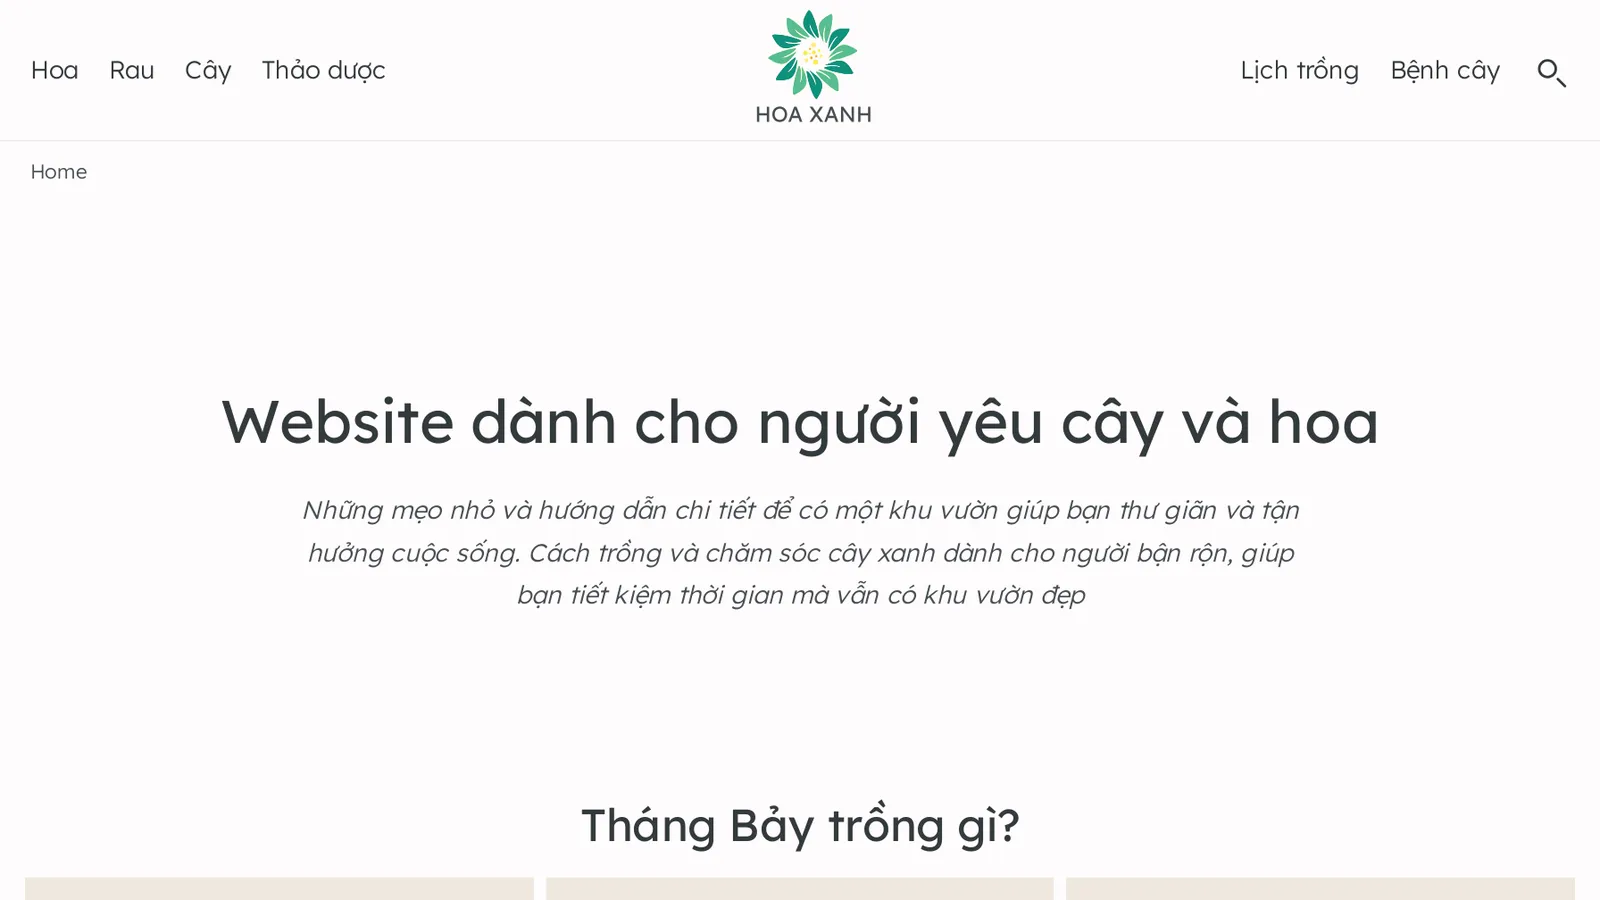 Hoa Rau Cây Thảo dược
HOA XANH
Lịch trồng Bệnh cây
Home
Website dành cho người yêu cây và hoa
Những mẹo nhỏ và hướng dẫn chi tiết để có một khu vườn giúp bạn thư giãn và tận
hưởng cuộc sống. Cách trồng và chăm sóc cây xanh dành cho người bận rộn, giúp
bạn tiết kiệm thời gian mà vẫn có khu vườn đẹp
Tháng Bảy trồng gì?